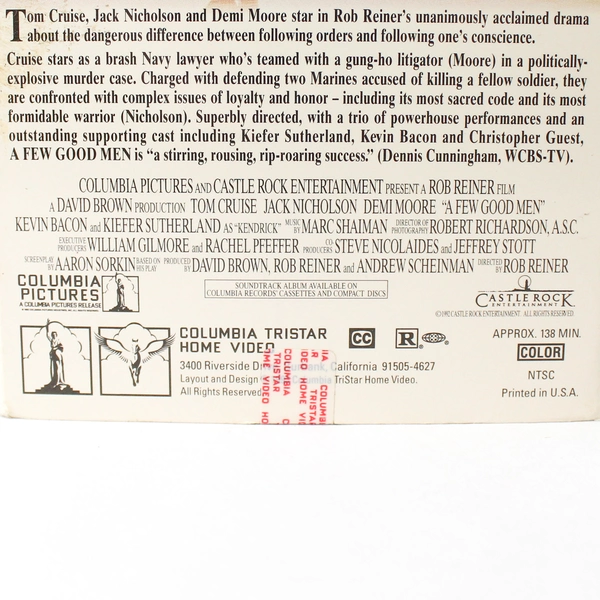 Tom Cruise, Jack Nicholson and Demi Moore star in Rob Reiner's unanimously acclaimed drama
about the dangerous difference between following orders and following one's conscience.
Cruise stars as a brash Navy lawyer who's teamed with a gung-ho litigator (Moore) in a politically-
explosive murder case. Charged with defending two Marines accused of killing a fellow soldier, they
are confronted with complex issues of loyalty and honor – including its most sacred code and its most
formidable warrior (Nicholson). Superbly directed, with a trio of powerhouse performances and an
outstanding supporting cast including Kiefer Sutherland, Kevin Bacon and Christopher Guest,
A FEW GOOD MEN is "a stirring, rousing, rip-roaring success." (Dennis Cunningham, WCBS-TV).
COLUMBIA PICTURES AND CASTLE ROCK ENTERTAINMENT PRESENT A ROB REINER FILM
A DAVID BROWN PRODUCTION TOM CRUISE JACK NICHOLSON DEMI MOORE "A FEW GOOD MEN"
KEVIN BACON and KIEFER SUTHERLAND AS "KENDRICK" MUSIC BY MARC SHAIMAN DIRECTOR OF PHOTOGRAPHY ROBERT RICHARDSON, A.S.C.
EXECUTIVE PRODUCERS WILLIAM GILMORE and RACHEL PFEFFER CO-PRODUCERS STEVE NICOLAIDES and JEFFREY STOTT
SCREENPLAY BY AARON SORKIN BASED ON HIS PLAY PRODUCED BY DAVID BROWN, ROB REINER and ANDREW SCHEINMAN DIRECTED BY ROB REINER
COLUMBIA
PICTURES
A COLUMBIA PICTURES RELEASE
SOUNDTRACK ALBUM AVAILABLE ON
COLUMBIA RECORDS' CASSETTES AND COMPACT DISCS
CASTLE ROCK
ENTERTAINMENT
©1992 CASTLE ROCK ENTERTAINMENT. ALL RIGHTS RESERVED.
COLUMBIA TRISTAR
HOME VIDEO
CC
R
®
APPROX. 138 MIN.
COLOR
NTSC
Printed in U.S.A.
3400 Riverside Burbank, California 91505-4627
Layout and Design Columbia TriStar Home Video.
All Rights Reserved
COLUMBIA
TRISTAR
HOME VIDEO